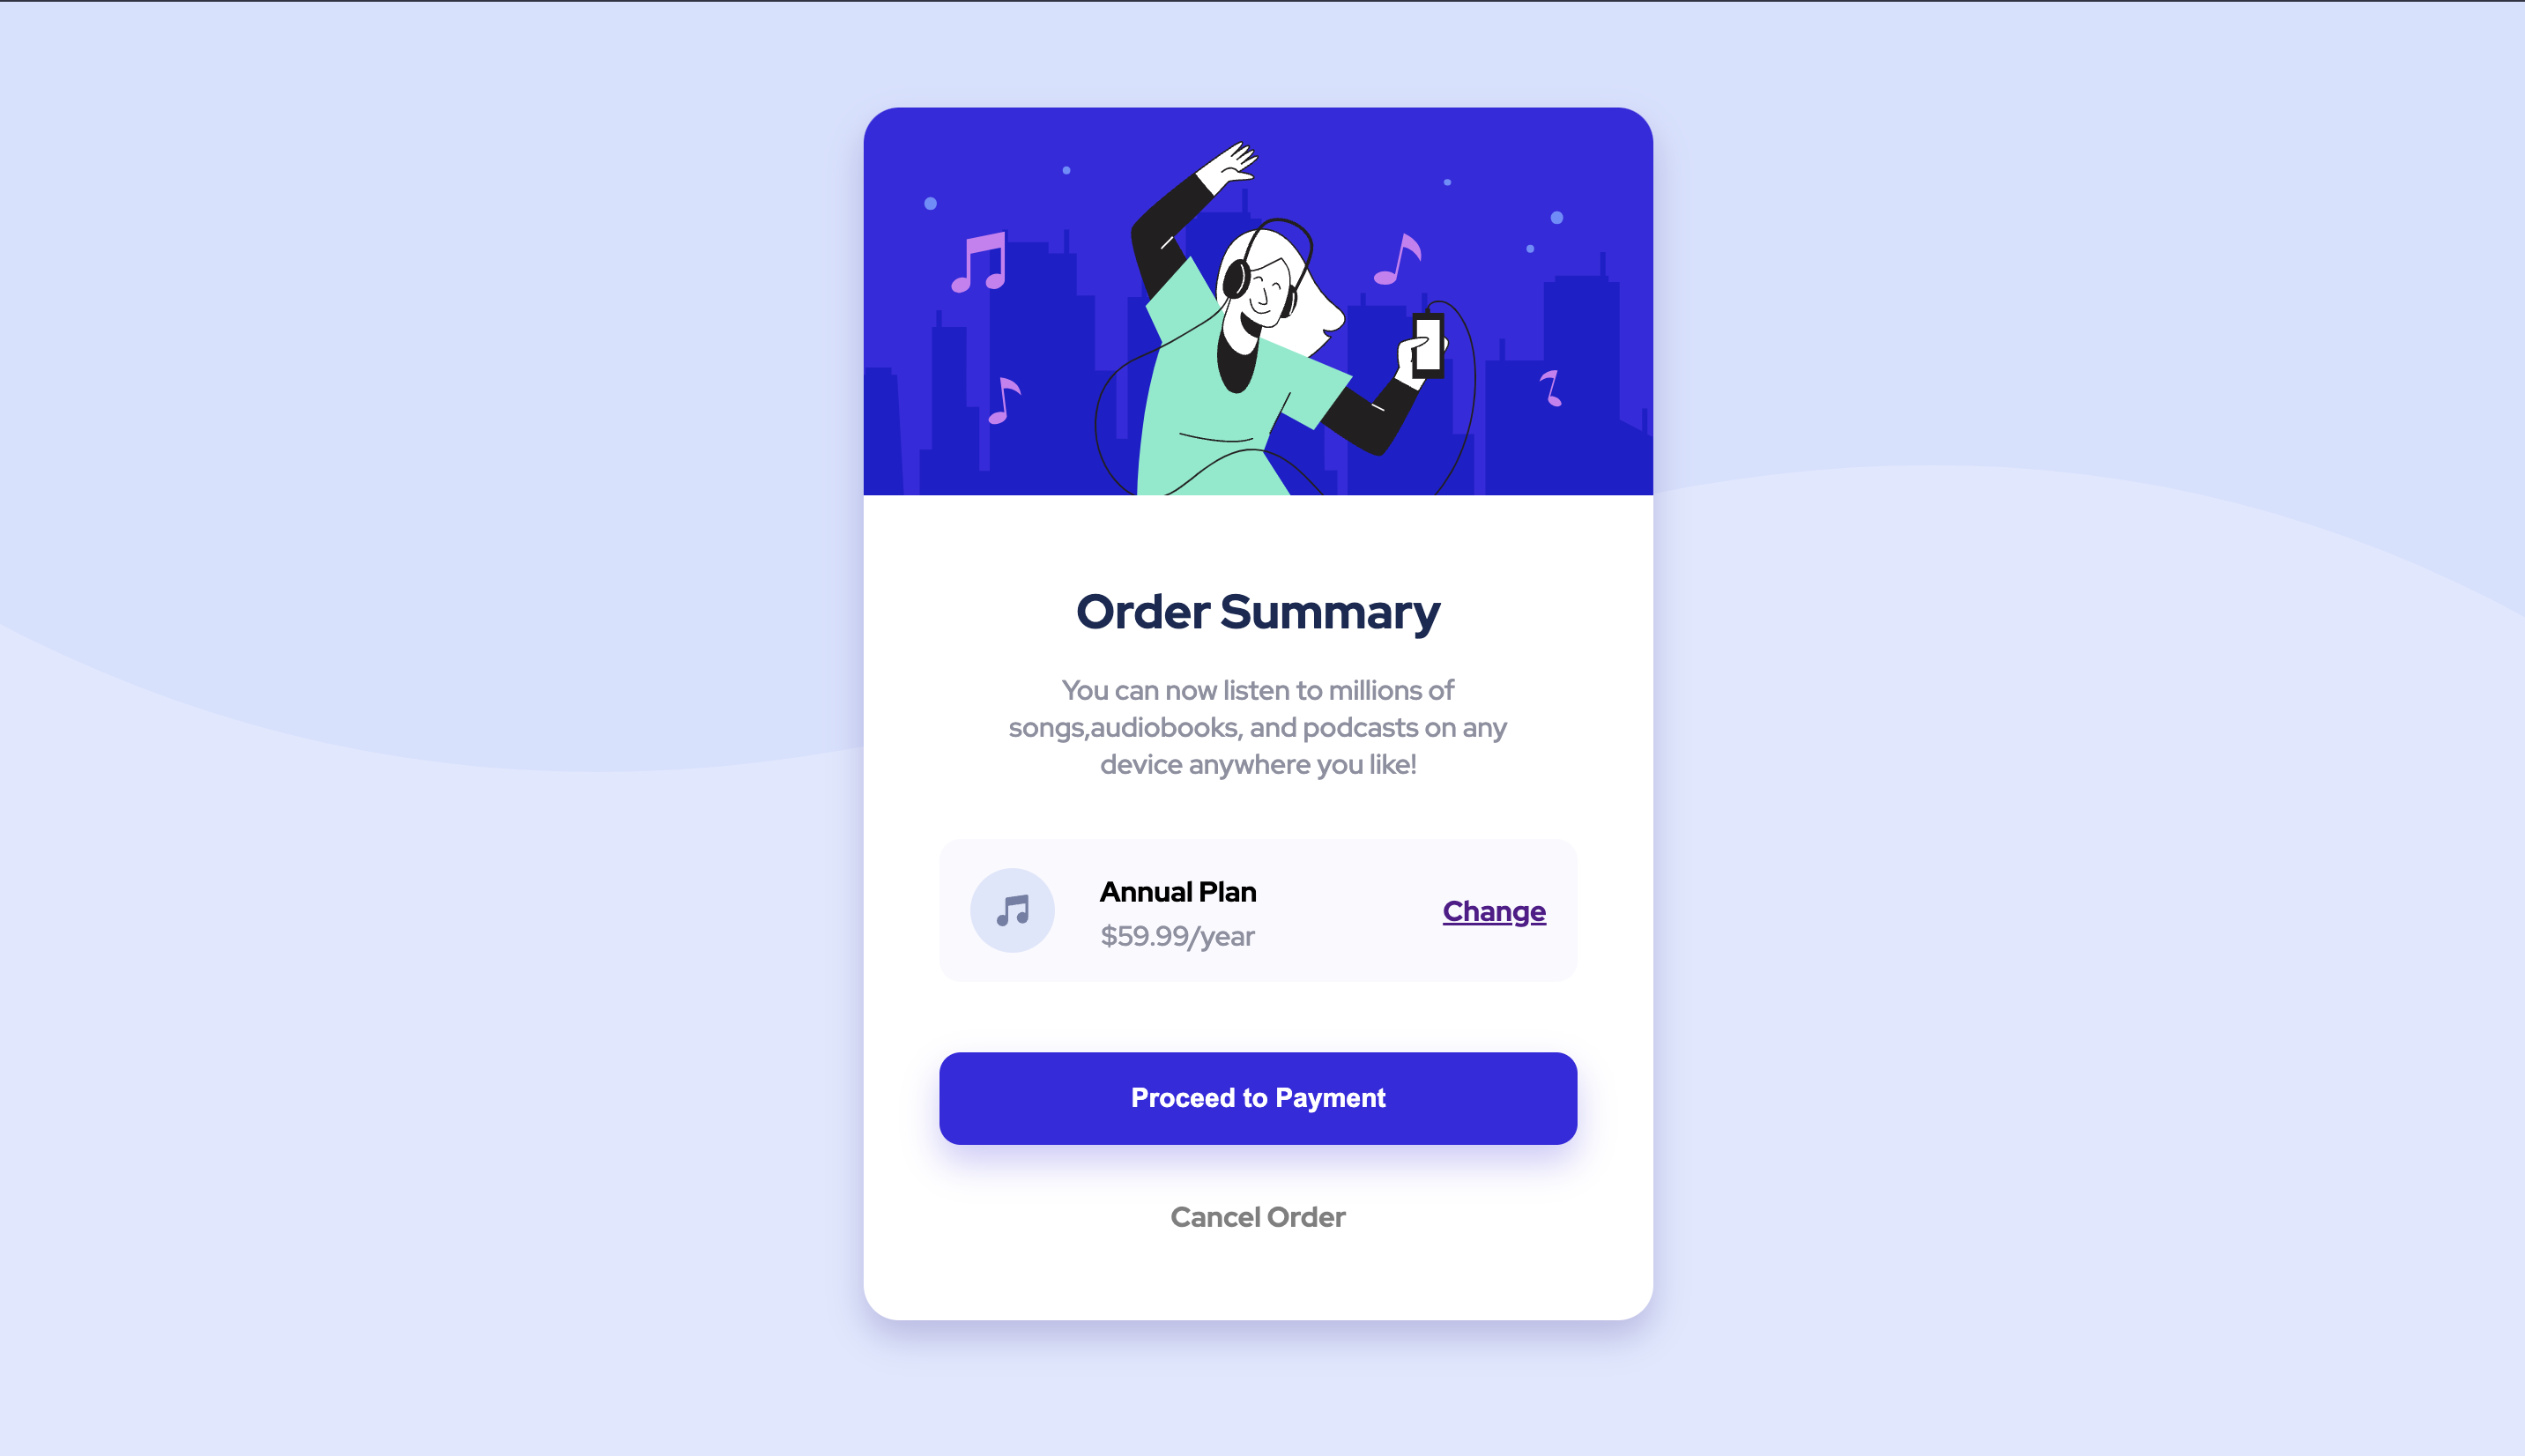 Order Summary
You can now listen to millions of
songs,audiobooks, and podcasts on any
device anywhere you like!
Annual Plan
$59.99/year
Change
Proceed to Payment
Cancel Order